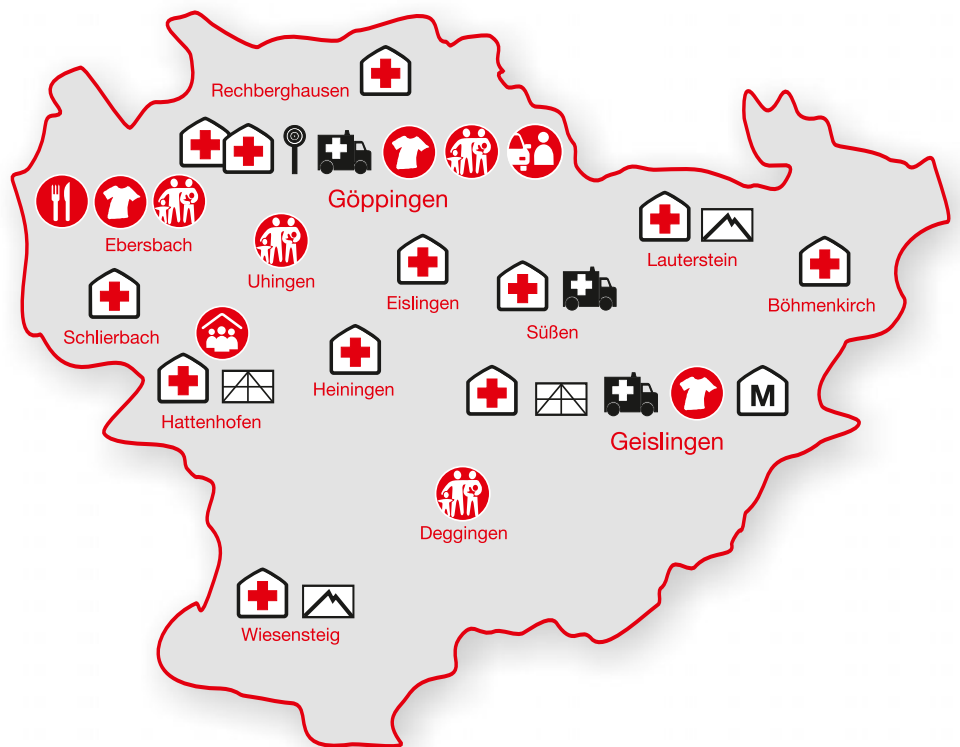 Rechberghausen
Göppingen
Ebersbach
Uhingen
Lauterstein
Eislingen
Böhmenkirch
Süßen
Schlierbach
Heiningen
Hattenhofen
M
Geislingen
Deggingen
Wiesensteig